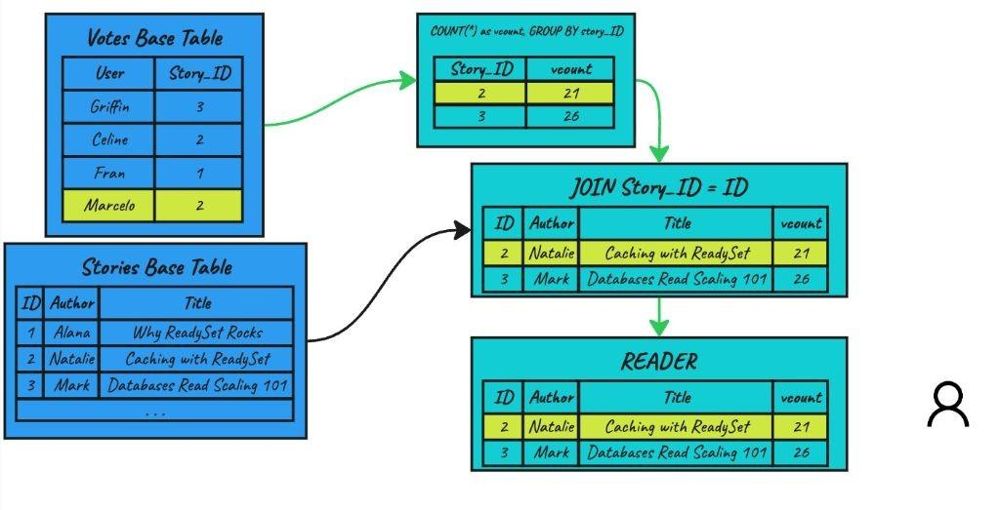 Votes Base Table
User Story_ID
Griffin 3
Celine 2
Fran 1
Marcelo 2
Stories Base Table
ID Author Title
1 Alana Why ReadySet Rocks
2 Natalie Caching with ReadySet
3 Mark Databases Read Scaling 101
...
COUNT(*) as vcount, GROUP BY story_ID
Story_ID vcount
2 21
3 26
JOIN Story_ID = ID
ID Author Title vcount
2 Natalie Caching with ReadySet 21
3 Mark Databases Read Scaling 101 26
READER
ID Author Title vcount
2 Natalie Caching with ReadySet 21
3 Mark Databases Read Scaling 101 26